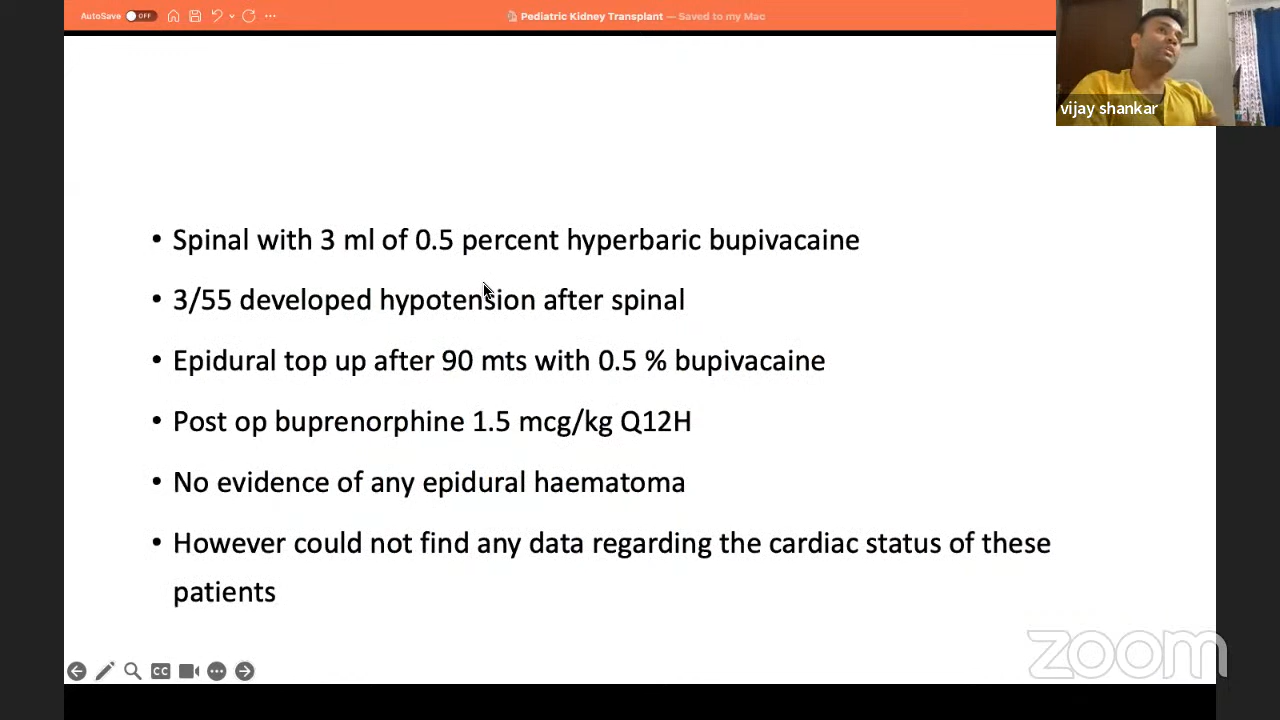 AutoSave OFF
Pediatric Kidney Transplant — Saved to my Mac
vijay shankar
• Spinal with 3 ml of 0.5 percent hyperbaric bupivacaine
• 3/55 developed hypotension after spinal
• Epidural top up after 90 mts with 0.5 % bupivacaine
• Post op buprenorphine 1.5 mcg/kg Q12H
• No evidence of any epidural haematoma
• However could not find any data regarding the cardiac status of these
patients
CC
zoom